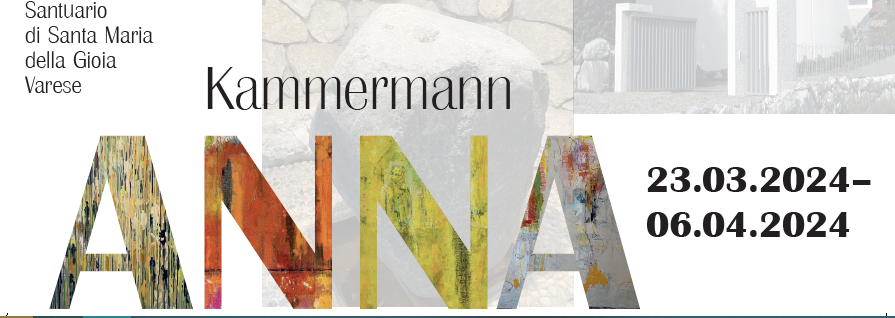 Santuario
di Santa Maria
della Gioia
Varese
Kammermann
ANNA
23.03.2024–
06.04.2024